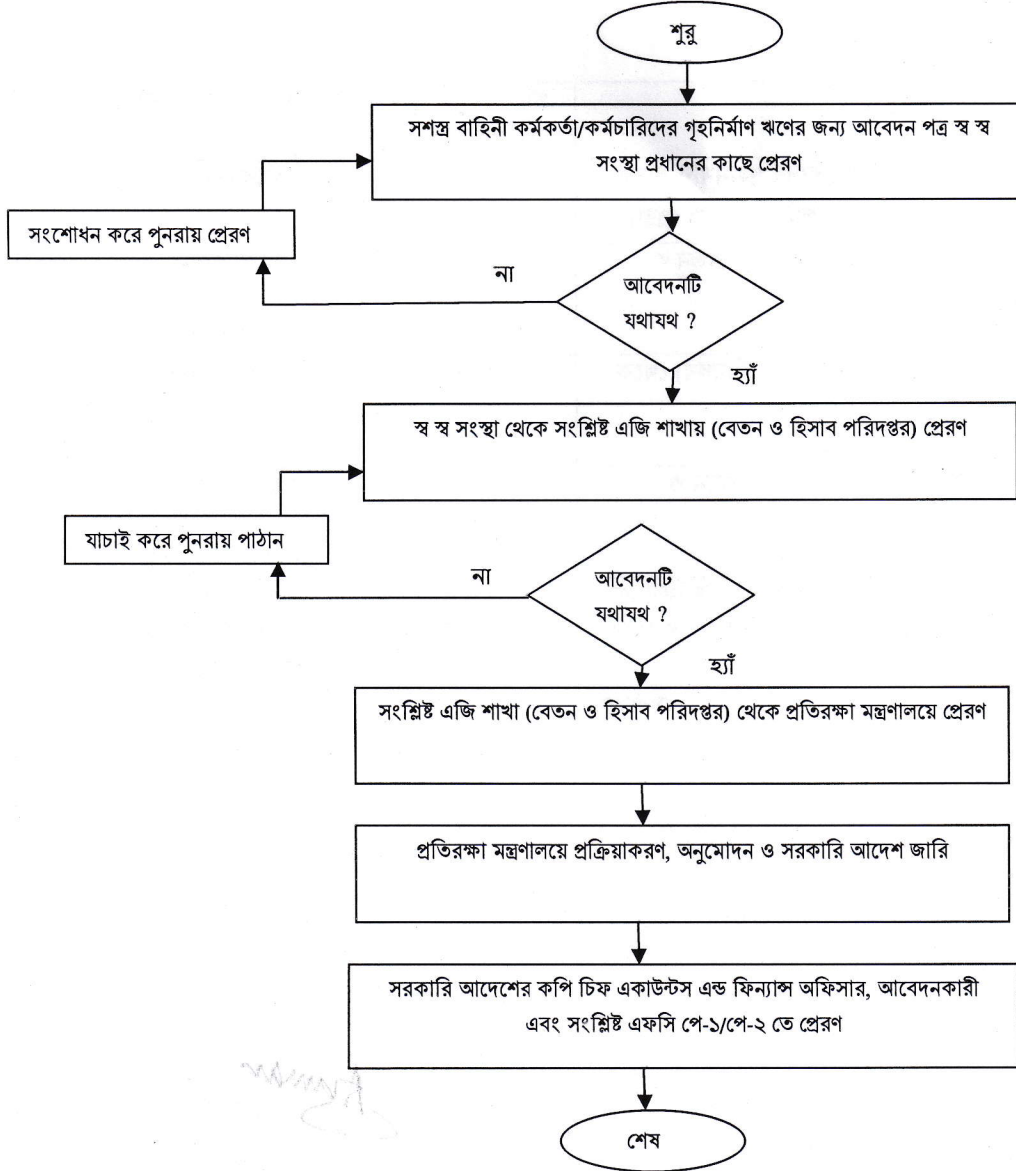 শুরু
সশস্ত্র বাহিনী কর্মকর্তা/কর্মচারিদের গৃহনির্মাণ ঋণের জন্য আবেদন পত্র স্ব স্ব
সংস্থা প্রধানের কাছে প্রেরণ
সংশোধন করে পুনরায় প্রেরণ
না
আবেদনটি
যথাযথ ?
হ্যাঁ
স্ব স্ব সংস্থা থেকে সংশ্লিষ্ট এজি শাখায় (বেতন ও হিসাব পরিদপ্তর) প্রেরণ
যাচাই করে পুনরায় পাঠান
না
আবেদনটি
যথাযথ ?
হ্যাঁ
সংশ্লিষ্ট এজি শাখা (বেতন ও হিসাব পরিদপ্তর) থেকে প্রতিরক্ষা মন্ত্রণালয়ে প্রেরণ
প্রতিরক্ষা মন্ত্রণালয়ে প্রক্রিয়াকরণ, অনুমোদন ও সরকারি আদেশ জারি
সরকারি আদেশের কপি চিফ একাউন্টস এন্ড ফিন্যান্স অফিসার, আবেদনকারী
এবং সংশ্লিষ্ট এফসি পে-১/পে-২ তে প্রেরণ
শেষ